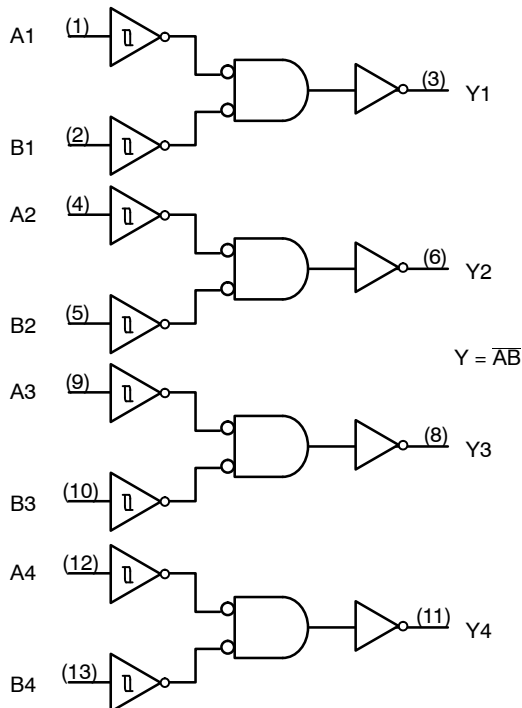 A1 (1)
(3) Y1
B1 (2)
A2 (4)
(6) Y2
B2 (5)
Y = A̅B̅
A3 (9)
(8) Y3
B3 (10)
A4 (12)
(11) Y4
B4 (13)